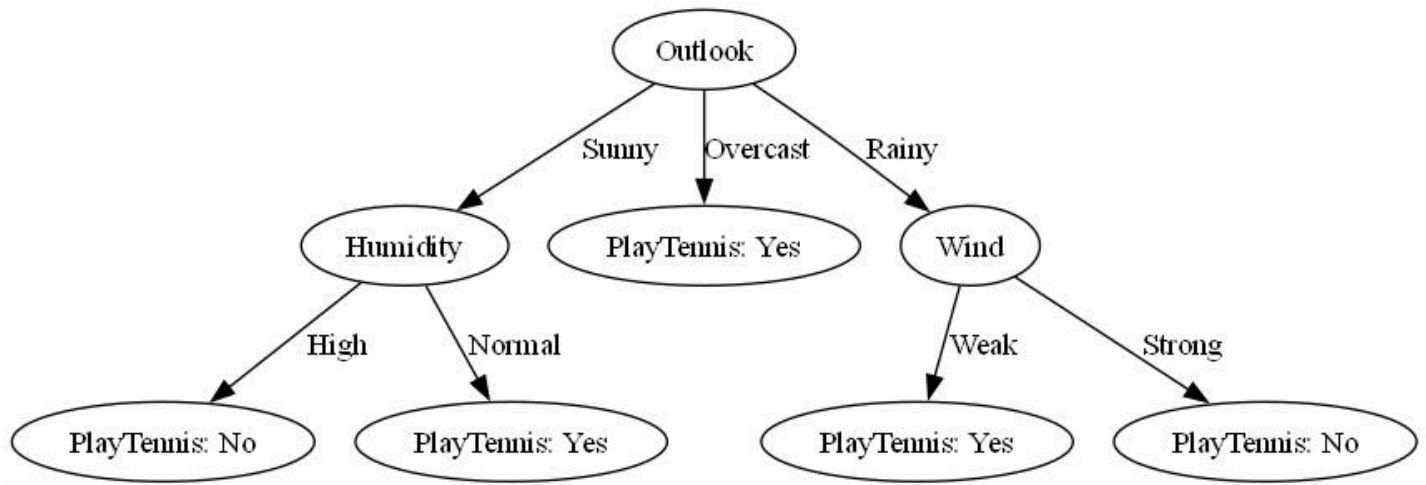 Outlook
Sunny
Overcast
Rainy
Humidity
PlayTennis: Yes
Wind
High
Normal
Weak
Strong
PlayTennis: No
PlayTennis: Yes
PlayTennis: Yes
PlayTennis: No